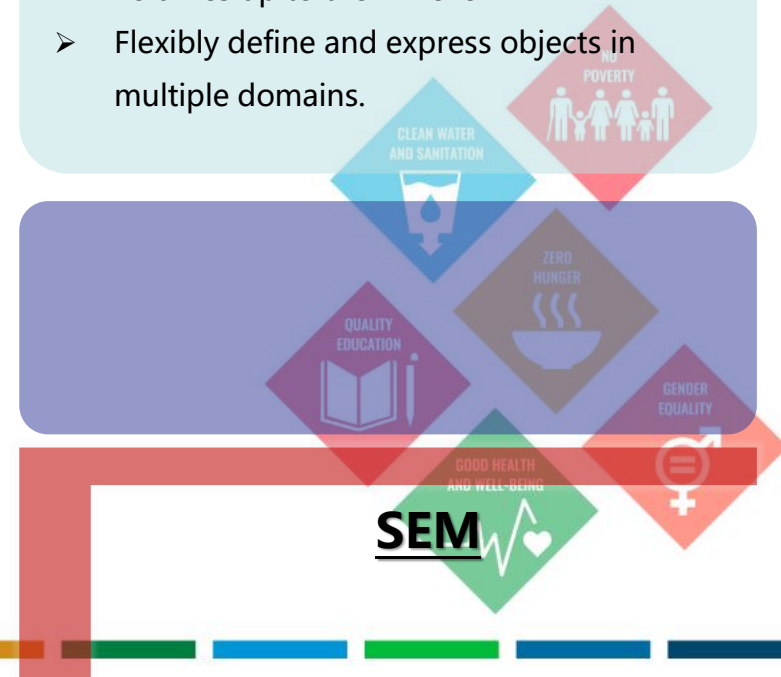 ➢ Flexibly define and express objects in
multiple domains.
NO
POVERTY
CLEAN WATER
AND SANITATION
ZERO
HUNGER
QUALITY
EDUCATION
GENDER
EQUALITY
GOOD HEALTH
AND WELL-BEING
SEM